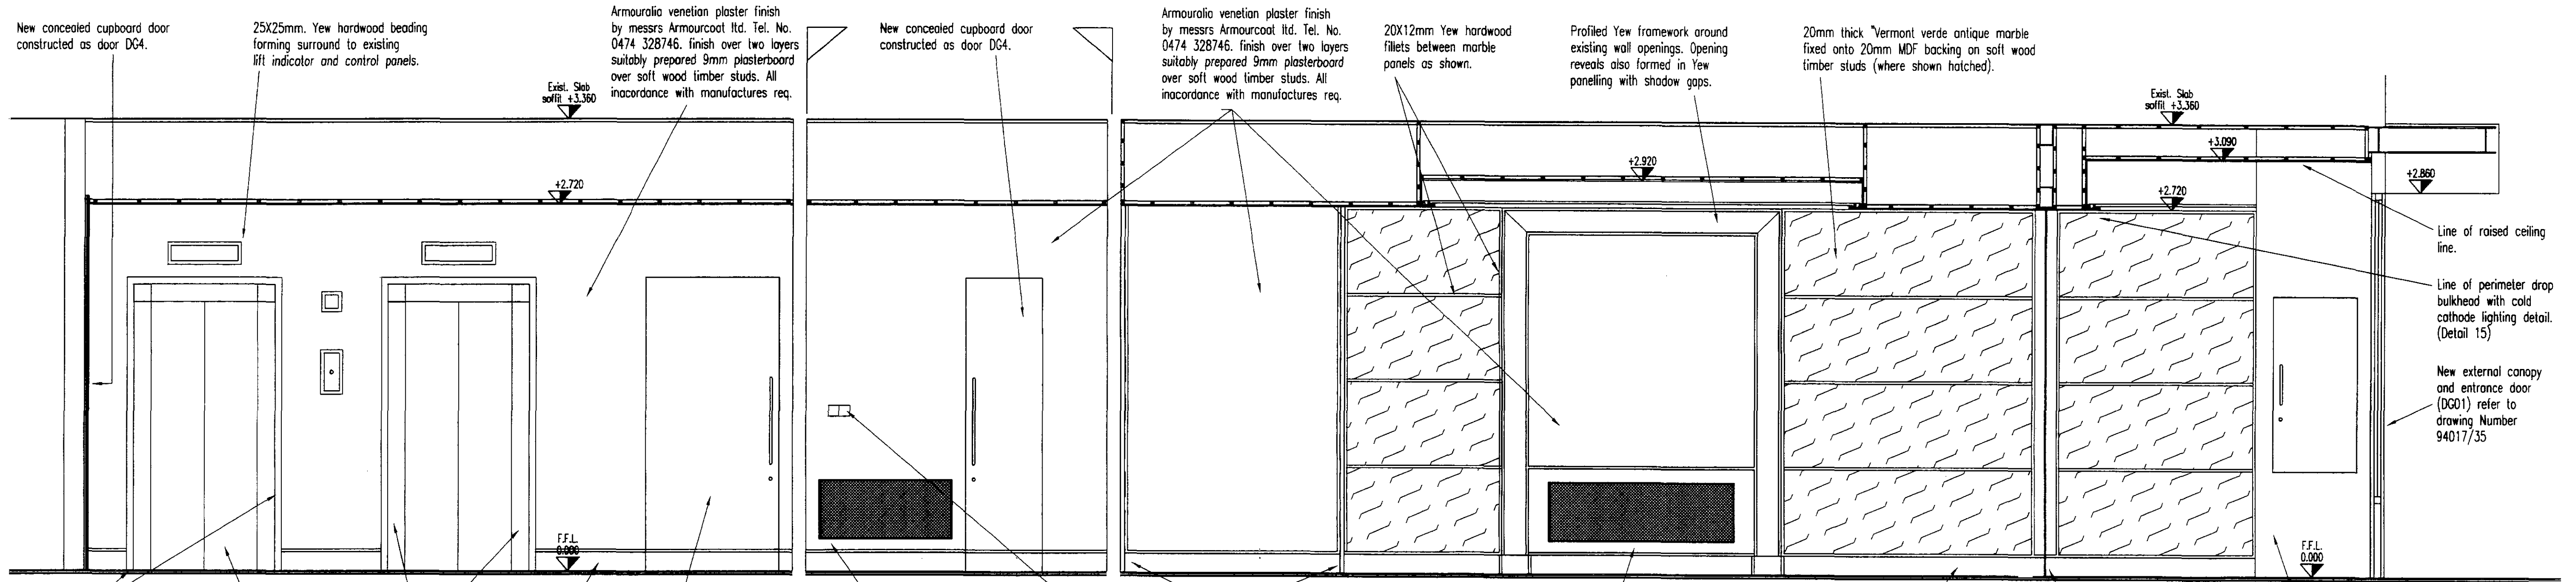 New concealed cupboard door
constructed as door DG4.
25X25mm. Yew hardwood beading
forming surround to existing
lift indicator and control panels.
Armouralia venetian plaster finish
by messrs Armourcoat ltd. Tel. No.
0474 328746. finish over two layers
suitably prepared 9mm plasterboard
over soft wood timber studs. All
inacordance with manufactures req.
New concealed cupboard door
constructed as door DG4.
Armouralia venetian plaster finish
by messrs Armourcoat ltd. Tel. No.
0474 328746. finish over two layers
suitably prepared 9mm plasterboard
over soft wood timber studs. All
inacordance with manufactures req.
20X12mm Yew hardwood
fillets between marble
panels as shown.
Profiled Yew framework around
existing wall openings. Opening
reveals also formed in Yew
panelling with shadow gaps.
20mm thick "Vermont verde antique marble
fixed onto 20mm MDF backing on soft wood
timber studs (where shown hatched).
Exist. Slab
soffit +3.360
Exist. Slab
soffit +3.360
+2.720
+2.920
+3.090
+2.860
+2.720
Line of raised ceiling
line.
Line of perimeter drop
bulkhead with cold
cathode lighting detail.
(Detail 15)
New external canopy
and entrance door
(DG01) refer to
drawing Number
94017/35
F.F.L.
0.000
F.F.L.
0.000